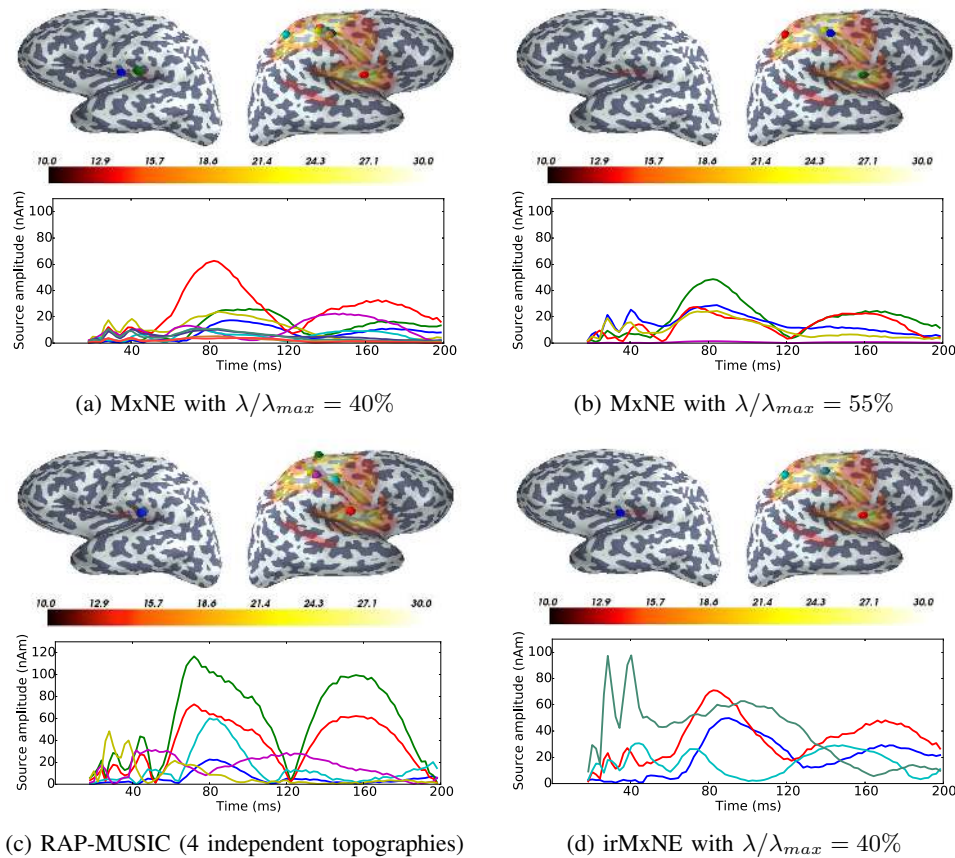 10.0 12.9 15.7 18.6 21.4 24.3 27.1 30.0
Source amplitude (nAm)
100
80
60
40
20
0
40 80 120 160 200
Time (ms)
(a) MxNE with λ/λmax = 40%
10.0 12.9 15.7 18.6 21.4 24.3 27.1 30.0
Source amplitude (nAm)
100
80
60
40
20
0
40 80 120 160 200
Time (ms)
(b) MxNE with λ/λmax = 55%
10.0 12.9 15.7 18.6 21.4 24.3 27.1 30.0
Source amplitude (nAm)
120
100
80
60
40
20
0
40 80 120 160 200
Time (ms)
(c) RAP-MUSIC (4 independent topographies)
10.0 12.9 15.7 18.6 21.4 24.3 27.1 30.0
Source amplitude (nAm)
100
80
60
40
20
0
40 80 120 160 200
Time (ms)
(d) irMxNE with λ/λmax = 40%